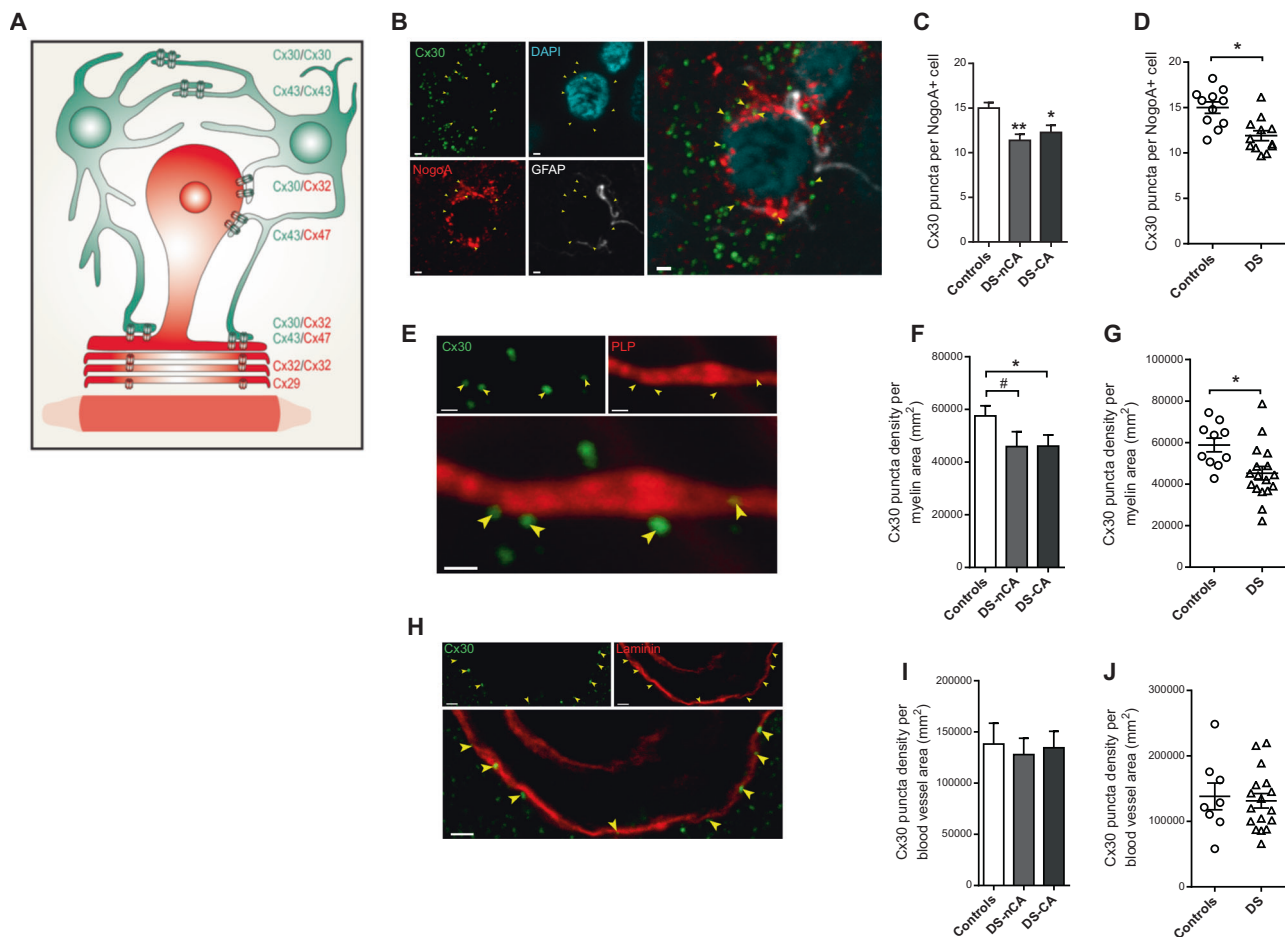 A
Cx30/Cx30
Cx43/Cx43
Cx30/Cx32
Cx43/Cx47
Cx30/Cx32
Cx43/Cx47
Cx32/Cx32
Cx29
B
Cx30
DAPI
NogoA
GFAP
C
Cx30 puncta per NogoA+ cell
20
15
10
5
0
**
*
Controls
DS-nCA
DS-CA
D
Cx30 puncta per NogoA+ cell
20
15
10
5
0
*
Controls
DS
E
Cx30
PLP
F
Cx30 puncta density per
myelin area (mm2)
80000
60000
40000
20000
0
*
#
Controls
DS-nCA
DS-CA
G
Cx30 puncta density per
myelin area (mm2)
100000
80000
60000
40000
20000
0
*
Controls
DS
H
Cx30
Laminin
I
Cx30 puncta density per
blood vessel area (mm2)
200000
150000
100000
50000
0
Controls
DS-nCA
DS-CA
J
Cx30 puncta density per
blood vessel area (mm2)
300000
200000
100000
0
Controls
DS